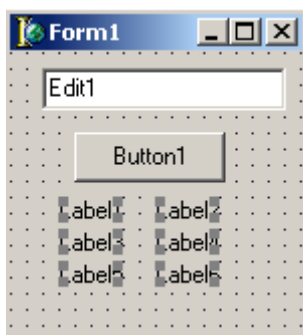 Form1
Edit1
Button1
Label1 Label2
Label3 Label4
Label5 Label6